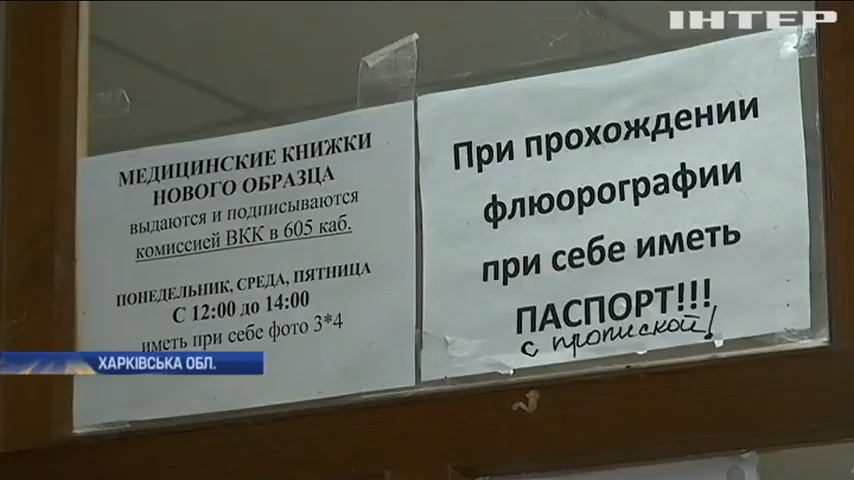 ІНТЕР
МЕДИЦИНСКИЕ КНИЖКИ
НОВОГО ОБРАЗЦА
выдаются и подписываются
комиссией ВКК в 605 каб.
ПОНЕДЕЛЬНИК, СРЕДА, ПЯТНИЦА
С 12:00 до 14:00
иметь при себе фото 3*4
При прохождении
флюорографии
при себе иметь
ПАСПОРТ!!!
с пропиской!
ХАРКІВСЬКА ОБЛ.